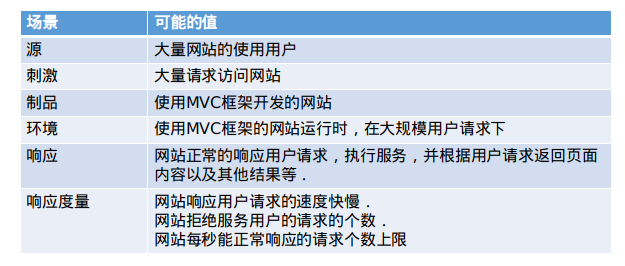 场景 可能的值
源 大量网站的使用用户
刺激 大量请求访问网站
制品 使用MVC框架开发的网站
环境 使用MVC框架的网站运行时，在大规模用户请求下
响应 网站正常的响应用户请求，执行服务，并根据用户请求返回页面
内容以及其他结果等．
响应度量 网站响应用户请求的速度快慢．
网站拒绝服务用户的请求的个数．
网站每秒能正常响应的请求个数上限